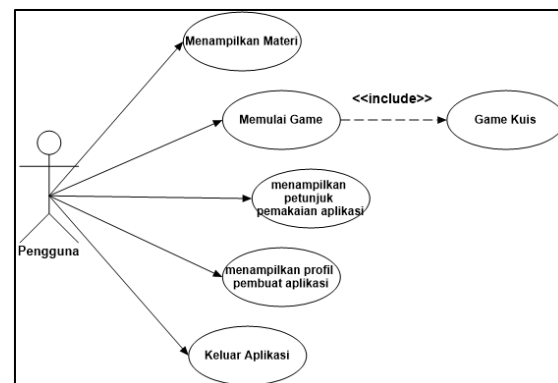 Menampilkan Materi
<<include>>
Memulai Game
Game Kuis
menampilkan
petunjuk
pemakaian aplikasi
Pengguna
menampilkan profil
pembuat aplikasi
Keluar Aplikasi